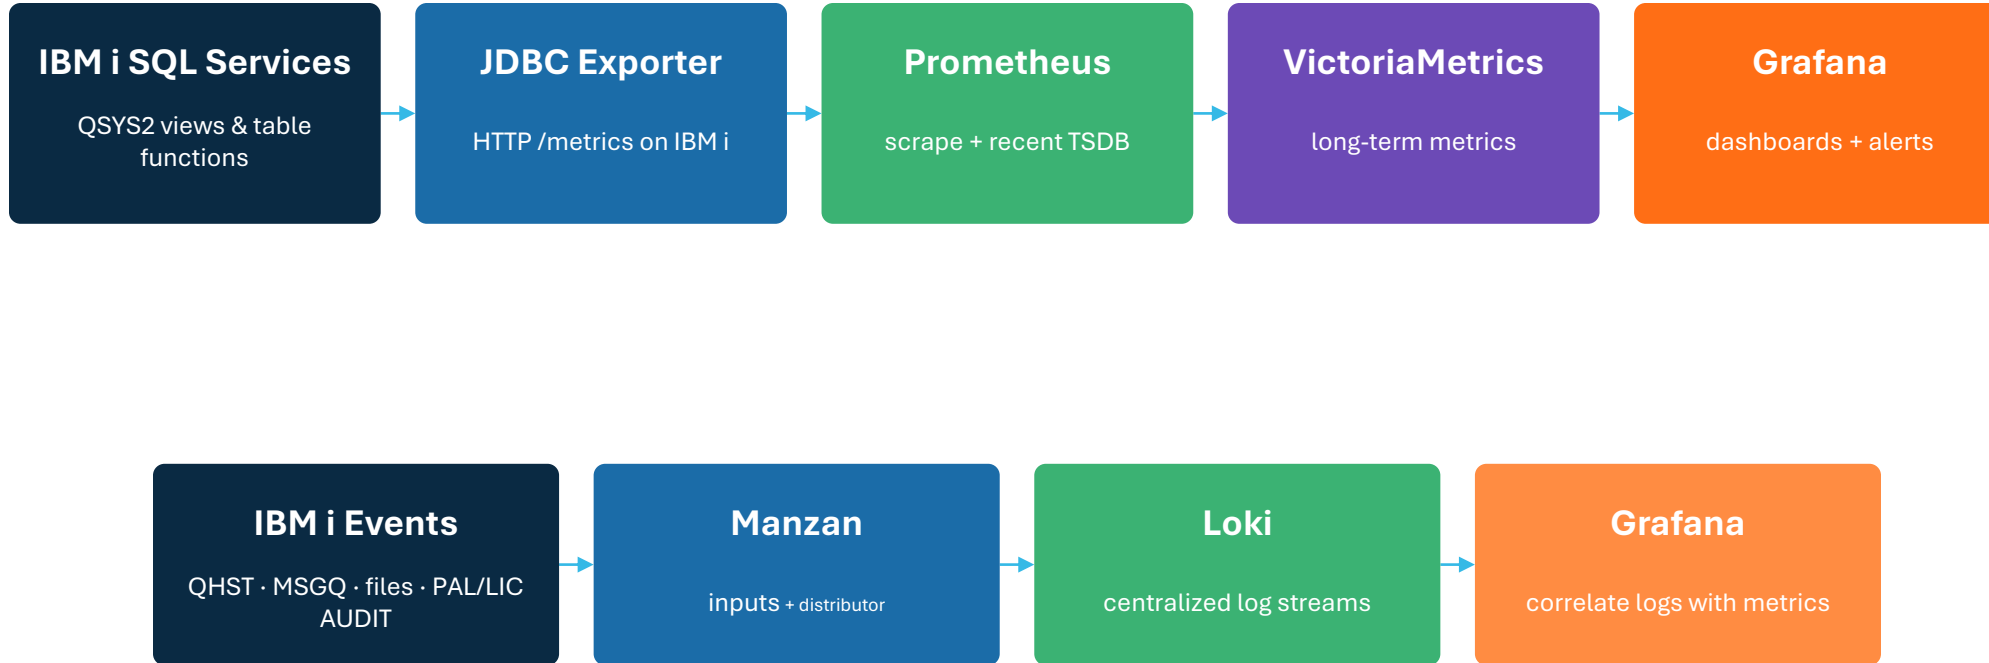 IBM i SQL Services
QSYS2 views & table
functions
JDBC Exporter
HTTP /metrics on IBM i
Prometheus
scrape + recent TSDB
VictoriaMetrics
long-term metrics
Grafana
dashboards + alerts
IBM i Events
QHST · MSGQ · files · PAL/LIC
AUDIT
Manzan
inputs + distributor
Loki
centralized log streams
Grafana
correlate logs with metrics